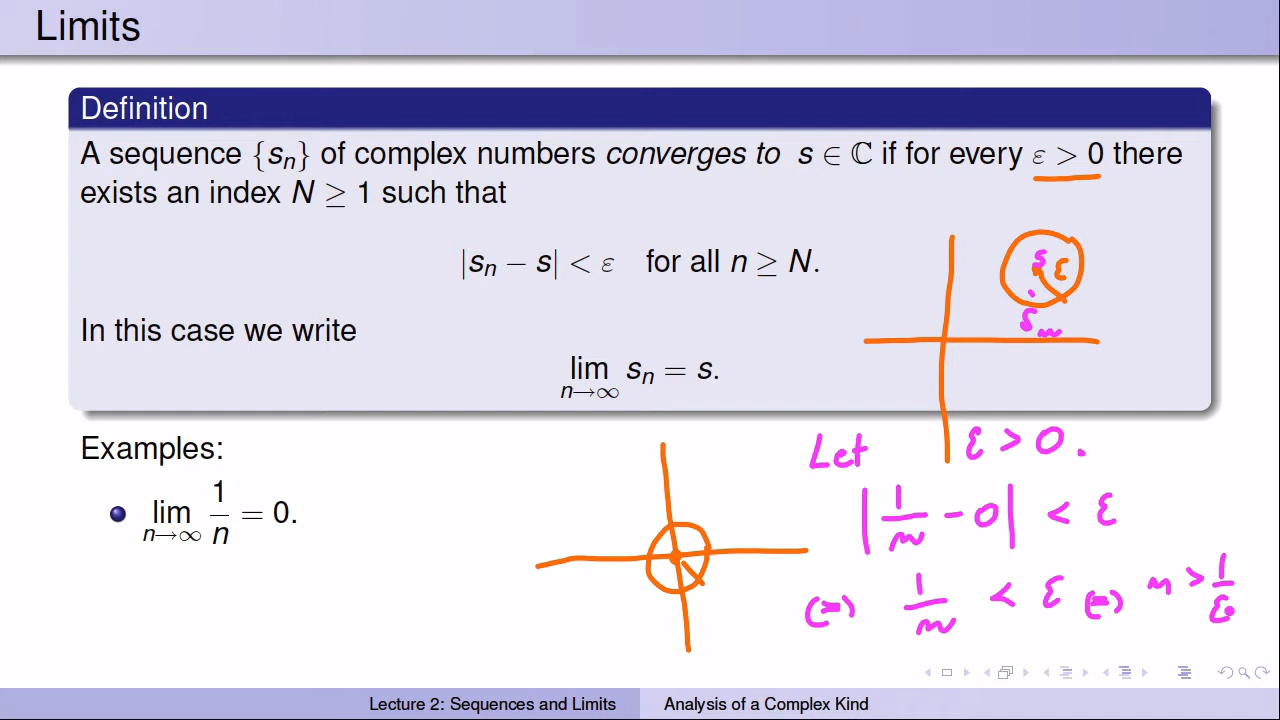 Limits
Definition
A sequence {sₙ} of complex numbers converges to s ∈ ℂ if for every ε > 0 there
exists an index N ≥ 1 such that
|sₙ − s| < ε for all n ≥ N.
s ε
sₙ
In this case we write
lim sₙ = s.
n→∞
Examples:
lim 1/n = 0.
n→∞
Let ε > 0.
|1/n − 0| < ε
(=) 1/n < ε (=) n > 1/ε
Lecture 2: Sequences and Limits Analysis of a Complex Kind